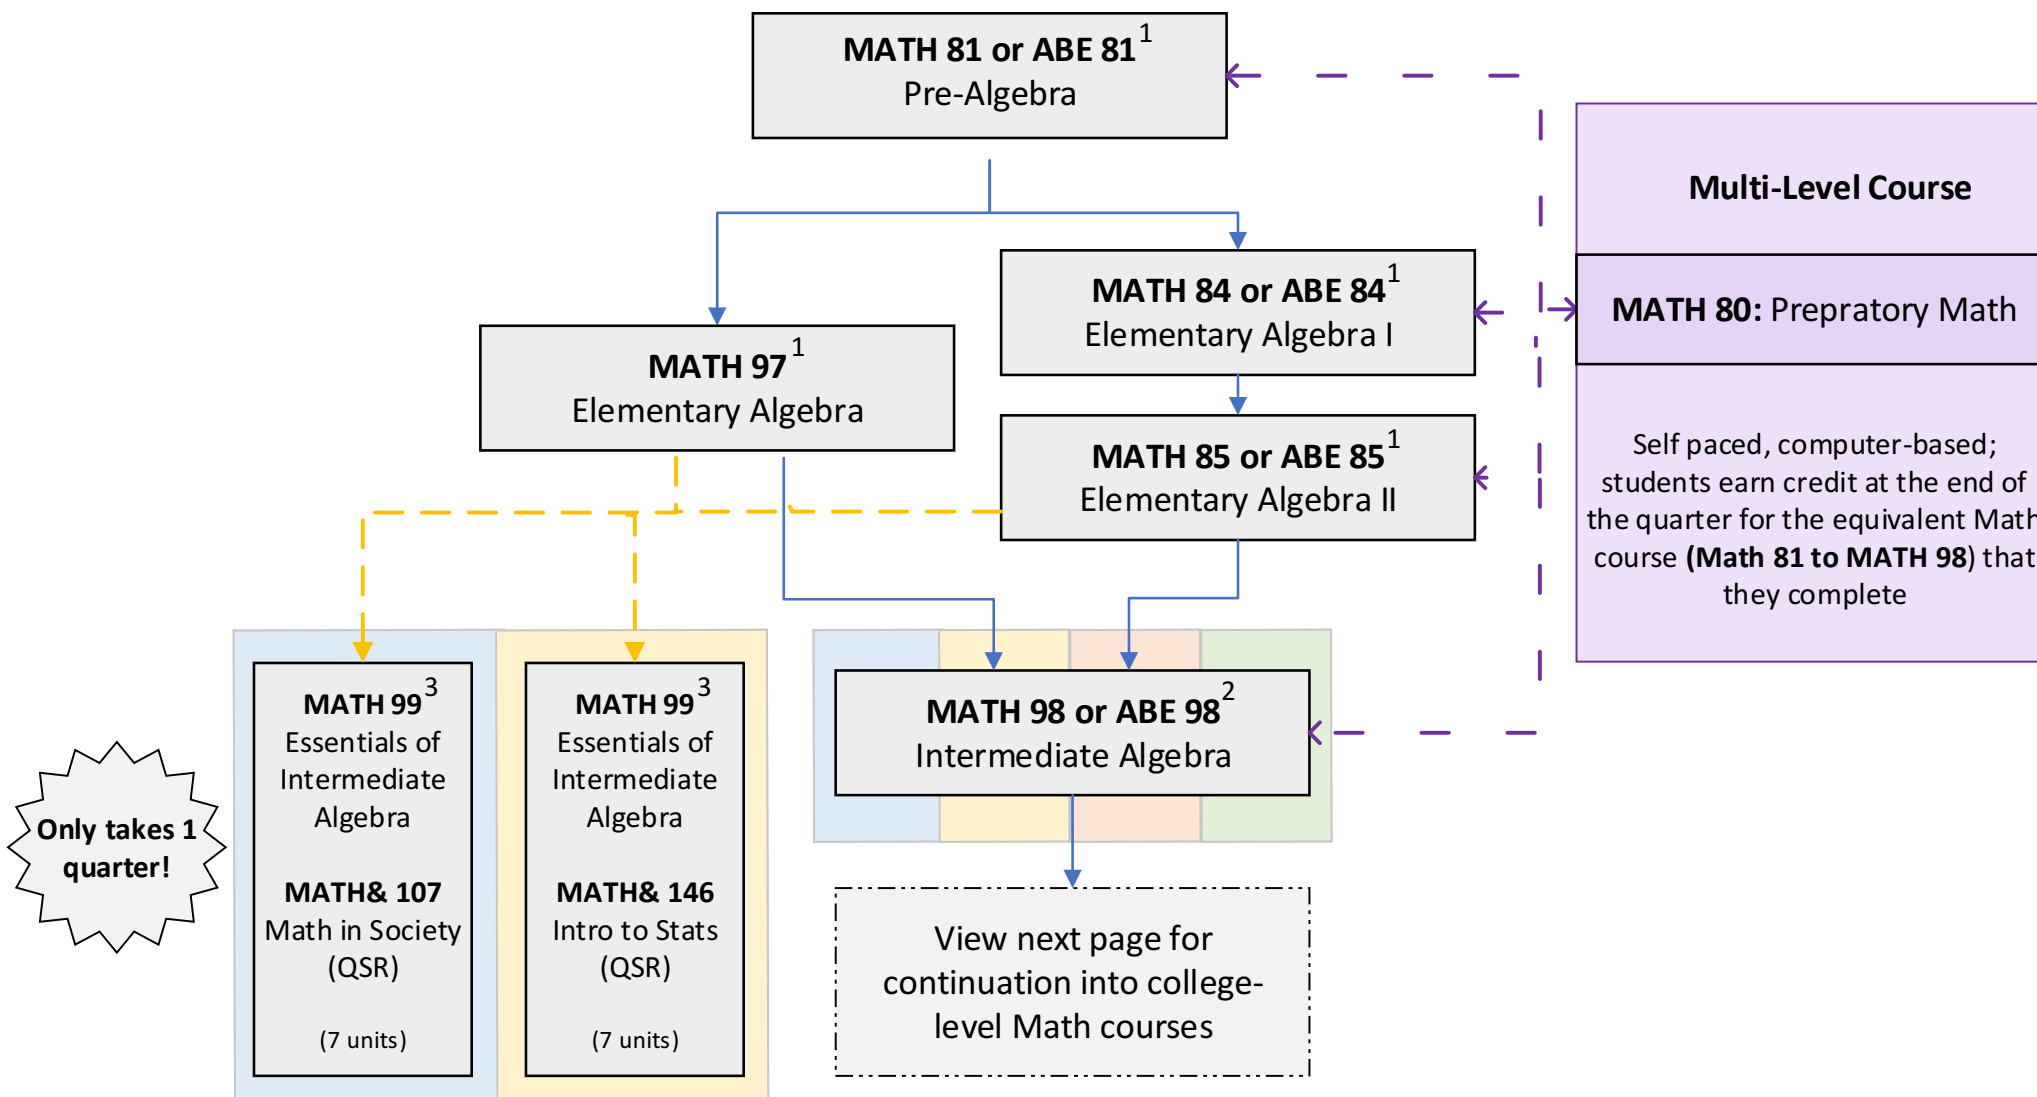 MATH 81 or ABE 81 1
Pre-Algebra
Multi-Level Course
MATH 80: Prepratory Math
Self paced, computer-based;
students earn credit at the end of
the quarter for the equivalent Math
course (Math 81 to MATH 98) that
they complete
MATH 84 or ABE 84 1
Elementary Algebra I
MATH 97 1
Elementary Algebra
MATH 85 or ABE 85 1
Elementary Algebra II
Only takes 1
quarter!
MATH 99 3
Essentials of
Intermediate
Algebra
MATH& 107
Math in Society
(QSR)
(7 units)
MATH 99 3
Essentials of
Intermediate
Algebra
MATH& 146
Intro to Stats
(QSR)
(7 units)
MATH 98 or ABE 98 2
Intermediate Algebra
View next page for
continuation into college-
level Math courses